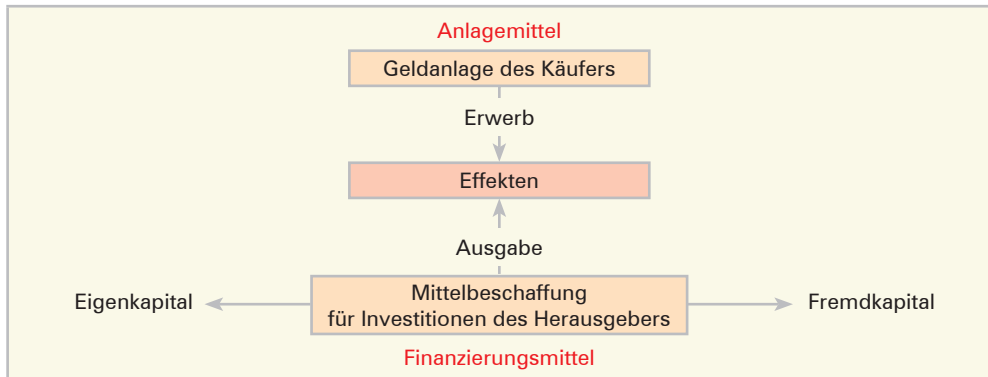 Anlagemittel
Geldanlage des Käufers
Erwerb
Effekten
Ausgabe
Eigenkapital
Mittelbeschaffung
für Investitionen des Herausgebers
Fremdkapital
Finanzierungsmittel